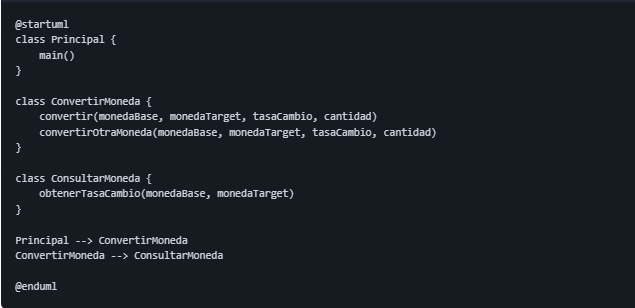 @startuml
class Principal {
    main()
}

class ConvertirMoneda {
    convertir(monedaBase, monedaTarget, tasaCambio, cantidad)
    convertirOtraMoneda(monedaBase, monedaTarget, tasaCambio, cantidad)
}

class ConsultarMoneda {
    obtenerTasaCambio(monedaBase, monedaTarget)
}

Principal --> ConvertirMoneda
ConvertirMoneda --> ConsultarMoneda

@enduml